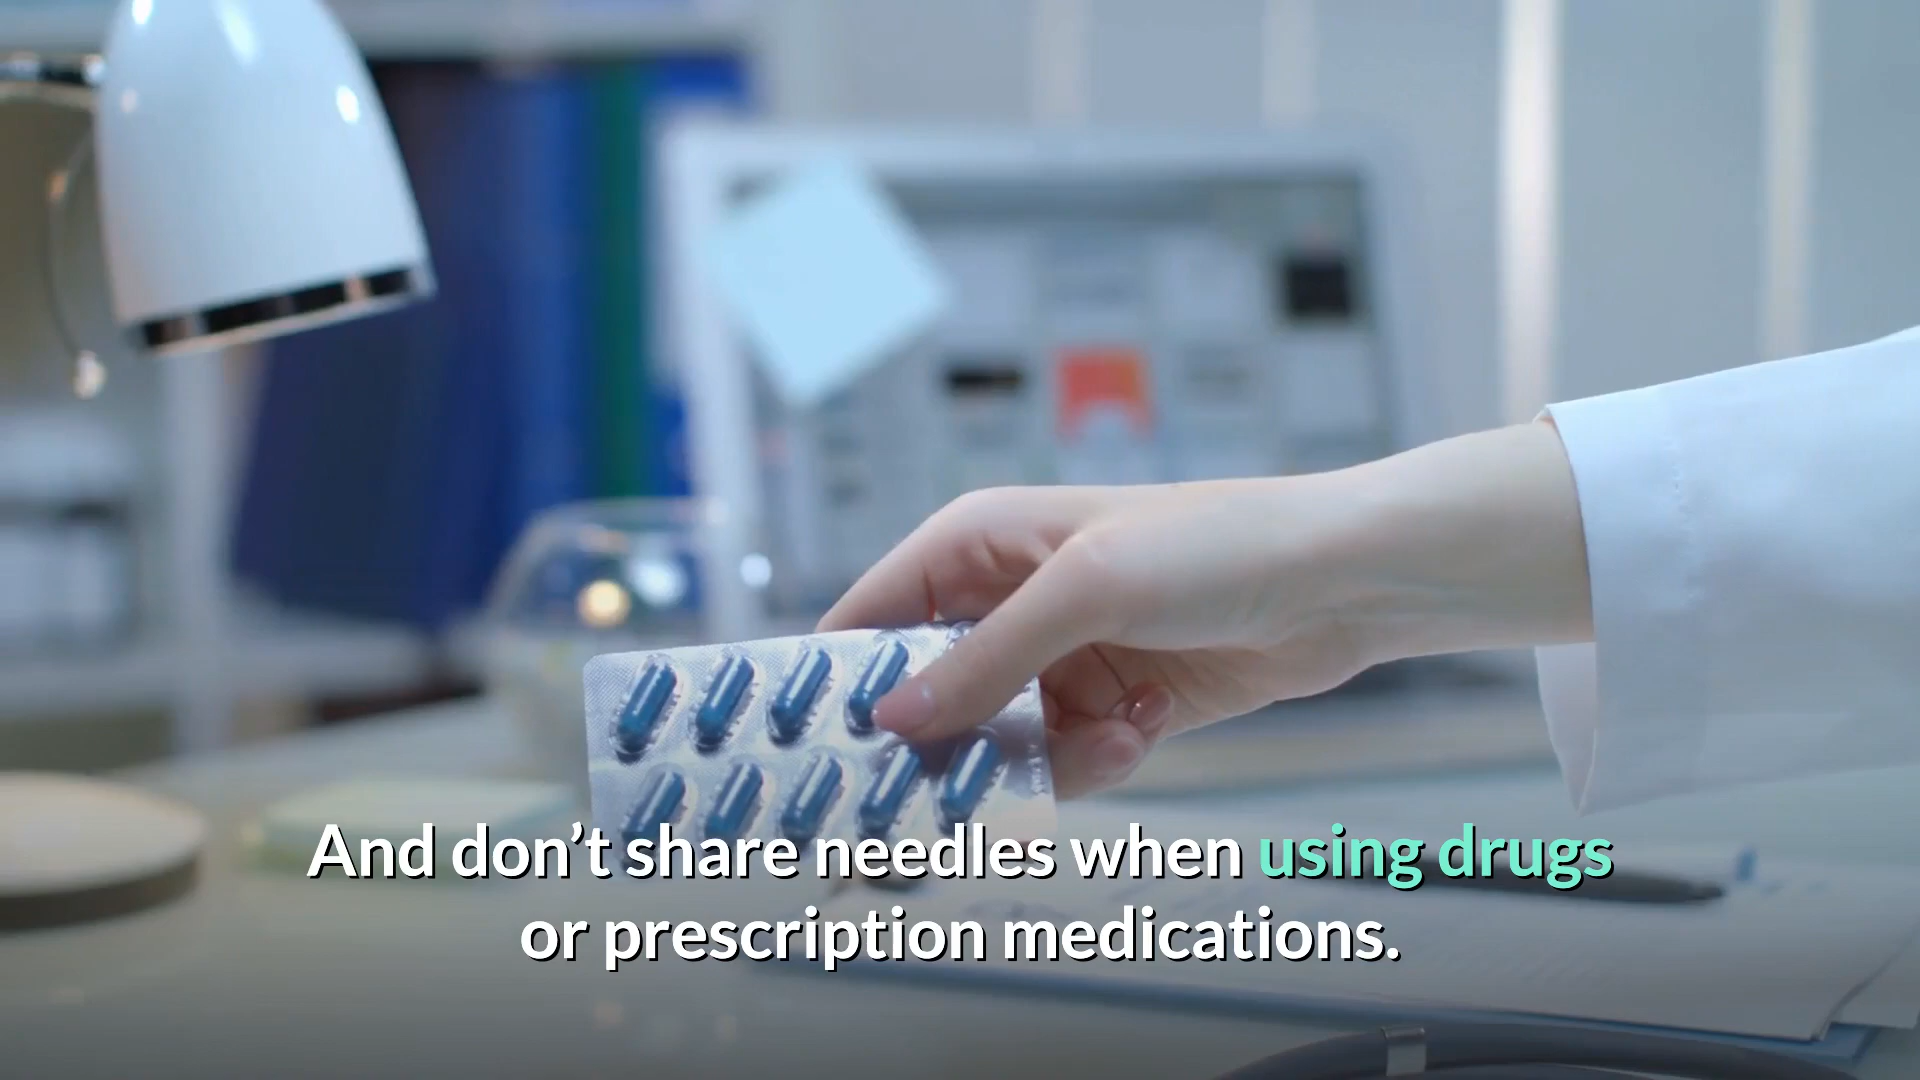 And don’t share needles when using drugs
or prescription medications.